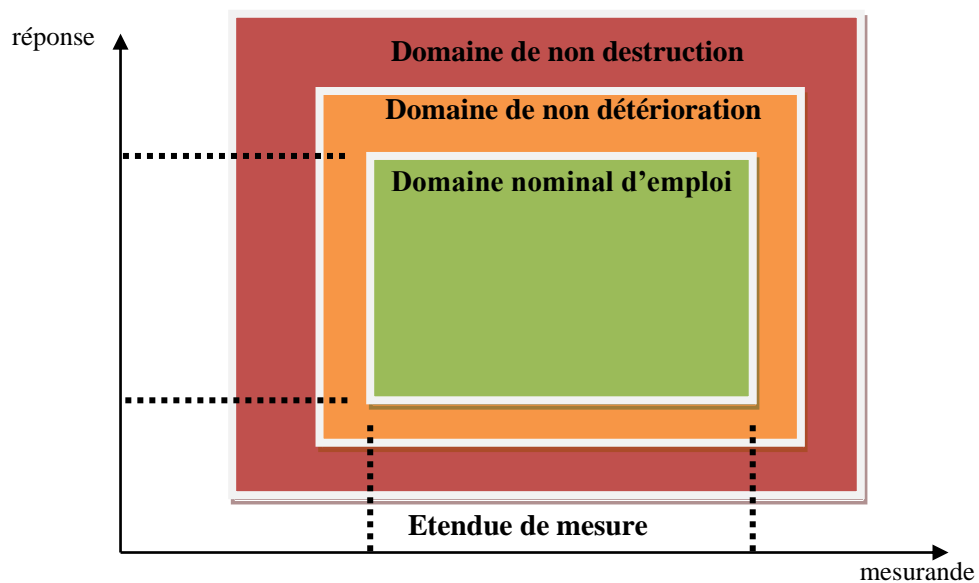 réponse
Domaine de non destruction
Domaine de non détérioration
Domaine nominal d’emploi
Etendue de mesure
mesurande